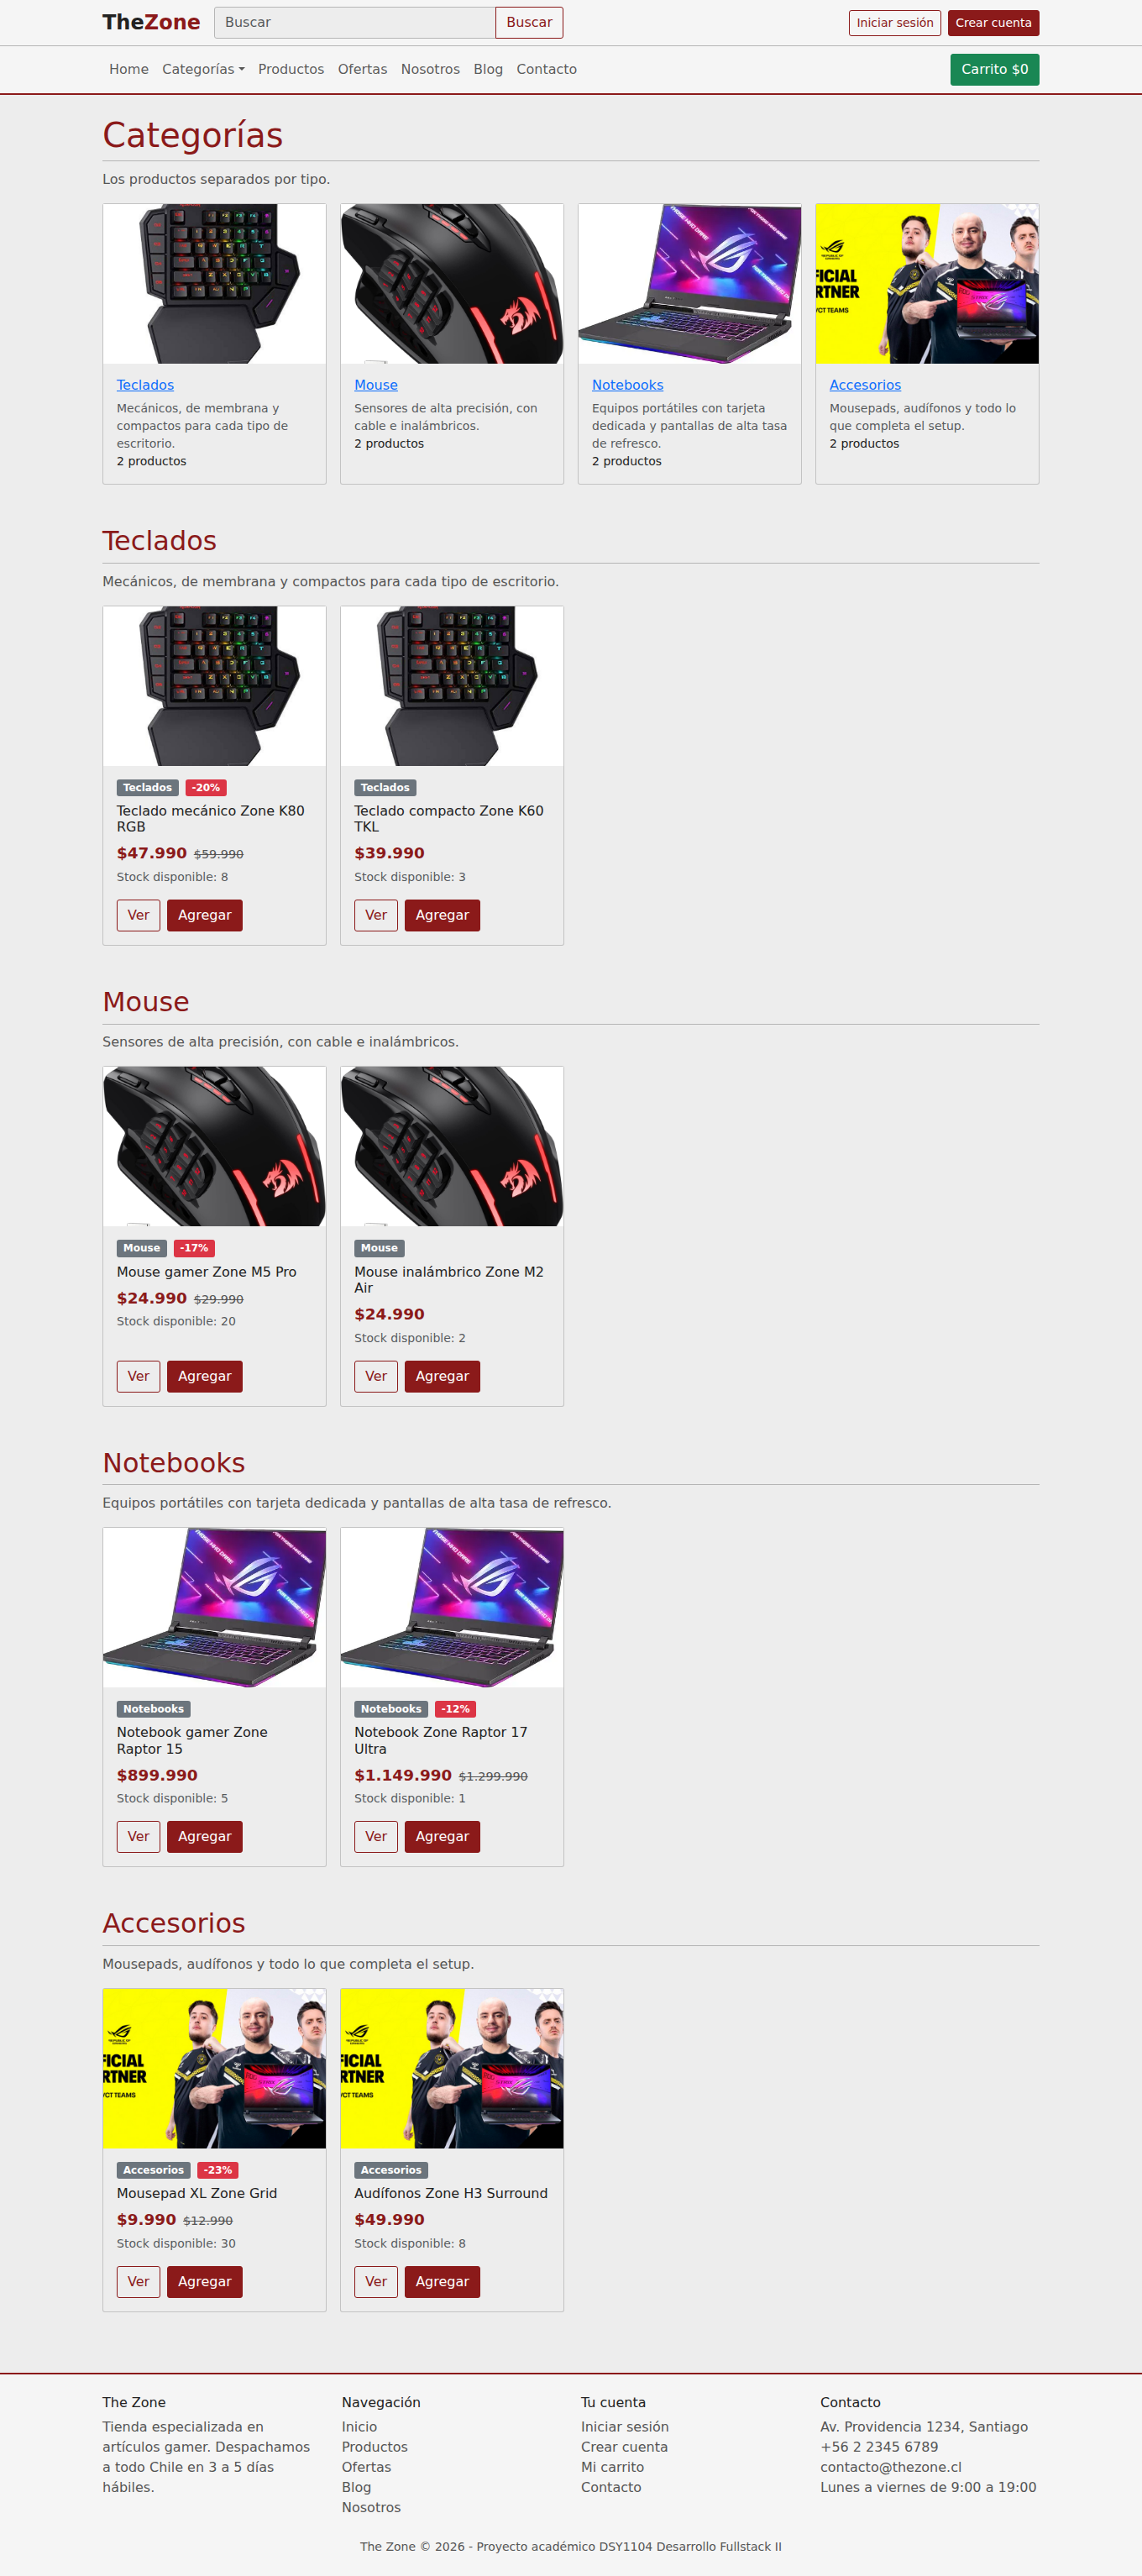 TheZone Buscar Buscar Iniciar sesión Crear cuenta
Home Categorías Productos Ofertas Nosotros Blog Contacto Carrito $0
Categorías
Los productos separados por tipo.
Teclados
Mecánicos, de membrana y
compactos para cada tipo de
escritorio.
2 productos
Mouse
Sensores de alta precisión, con
cable e inalámbricos.
2 productos
Notebooks
Equipos portátiles con tarjeta
dedicada y pantallas de alta tasa
de refresco.
2 productos
FICIAL
RTNER
VCT TEAMS
Accesorios
Mousepads, audífonos y todo lo
que completa el setup.
2 productos
Teclados
Mecánicos, de membrana y compactos para cada tipo de escritorio.
Teclados -20%
Teclado mecánico Zone K80
RGB
$47.990 $59.990
Stock disponible: 8
Ver Agregar
Teclados
Teclado compacto Zone K60
TKL
$39.990
Stock disponible: 3
Ver Agregar
Mouse
Sensores de alta precisión, con cable e inalámbricos.
Mouse -17%
Mouse gamer Zone M5 Pro
$24.990 $29.990
Stock disponible: 20
Ver Agregar
Mouse
Mouse inalámbrico Zone M2
Air
$24.990
Stock disponible: 2
Ver Agregar
Notebooks
Equipos portátiles con tarjeta dedicada y pantallas de alta tasa de refresco.
Notebooks
Notebook gamer Zone
Raptor 15
$899.990
Stock disponible: 5
Ver Agregar
Notebooks -12%
Notebook Zone Raptor 17
Ultra
$1.149.990 $1.299.990
Stock disponible: 1
Ver Agregar
Accesorios
Mousepads, audífonos y todo lo que completa el setup.
FICIAL
RTNER
VCT TEAMS
Accesorios -23%
Mousepad XL Zone Grid
$9.990 $12.990
Stock disponible: 30
Ver Agregar
FICIAL
RTNER
VCT TEAMS
Accesorios
Audífonos Zone H3 Surround
$49.990
Stock disponible: 8
Ver Agregar
The Zone
Tienda especializada en
artículos gamer. Despachamos
a todo Chile en 3 a 5 días
hábiles.
Navegación
Inicio
Productos
Ofertas
Blog
Nosotros
Tu cuenta
Iniciar sesión
Crear cuenta
Mi carrito
Contacto
Contacto
Av. Providencia 1234, Santiago
+56 2 2345 6789
contacto@thezone.cl
Lunes a viernes de 9:00 a 19:00
The Zone © 2026 - Proyecto académico DSY1104 Desarrollo Fullstack II